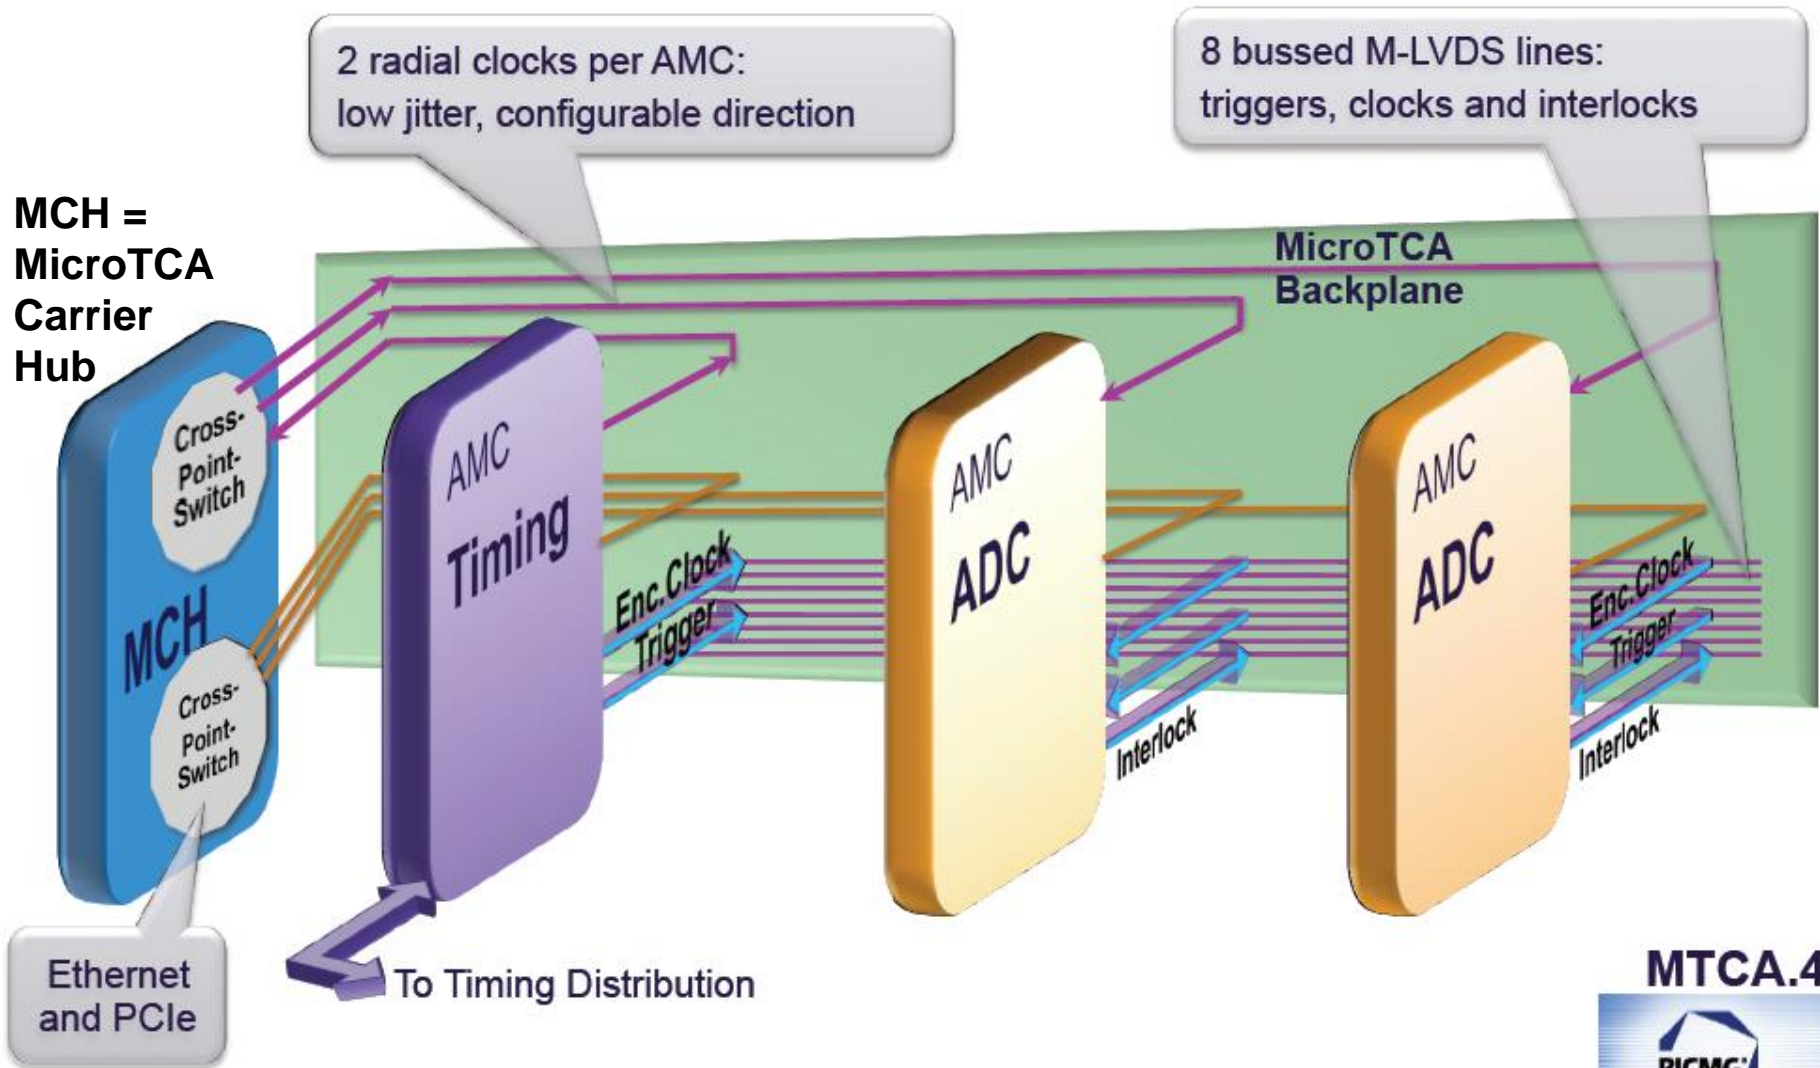 2 radial clocks per AMC:
low jitter, configurable direction
8 bussed M-LVDS lines:
triggers, clocks and interlocks
MCH =
MicroTCA
Carrier
Hub
MicroTCA
Backplane
Cross-
Point-
Switch
MCH
Cross-
Point-
Switch
AMC
Timing
Enc.Clock
Trigger
AMC
ADC
Interlock
AMC
ADC
Enc.Clock
Trigger
Interlock
Ethernet
and PCIe
To Timing Distribution
MTCA.4
PICMG